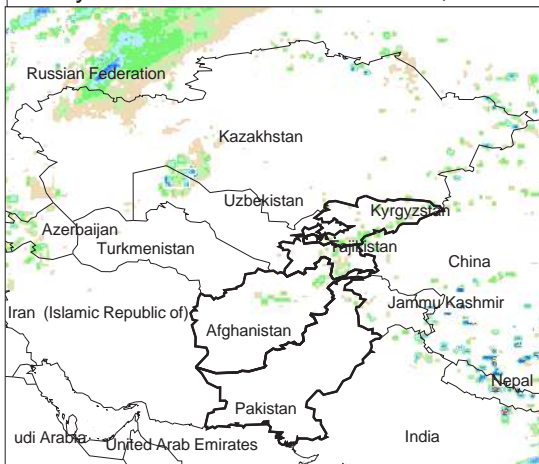 Russian Federation
Kazakhstan
Uzbekistan
Kyrgyzstan
Azerbaijan
Turkmenistan
Tajikistan
China
Iran (Islamic Republic of)
Jammu Kashmir
Afghanistan
Nepal
Pakistan
udi Arabia
United Arab Emirates
India